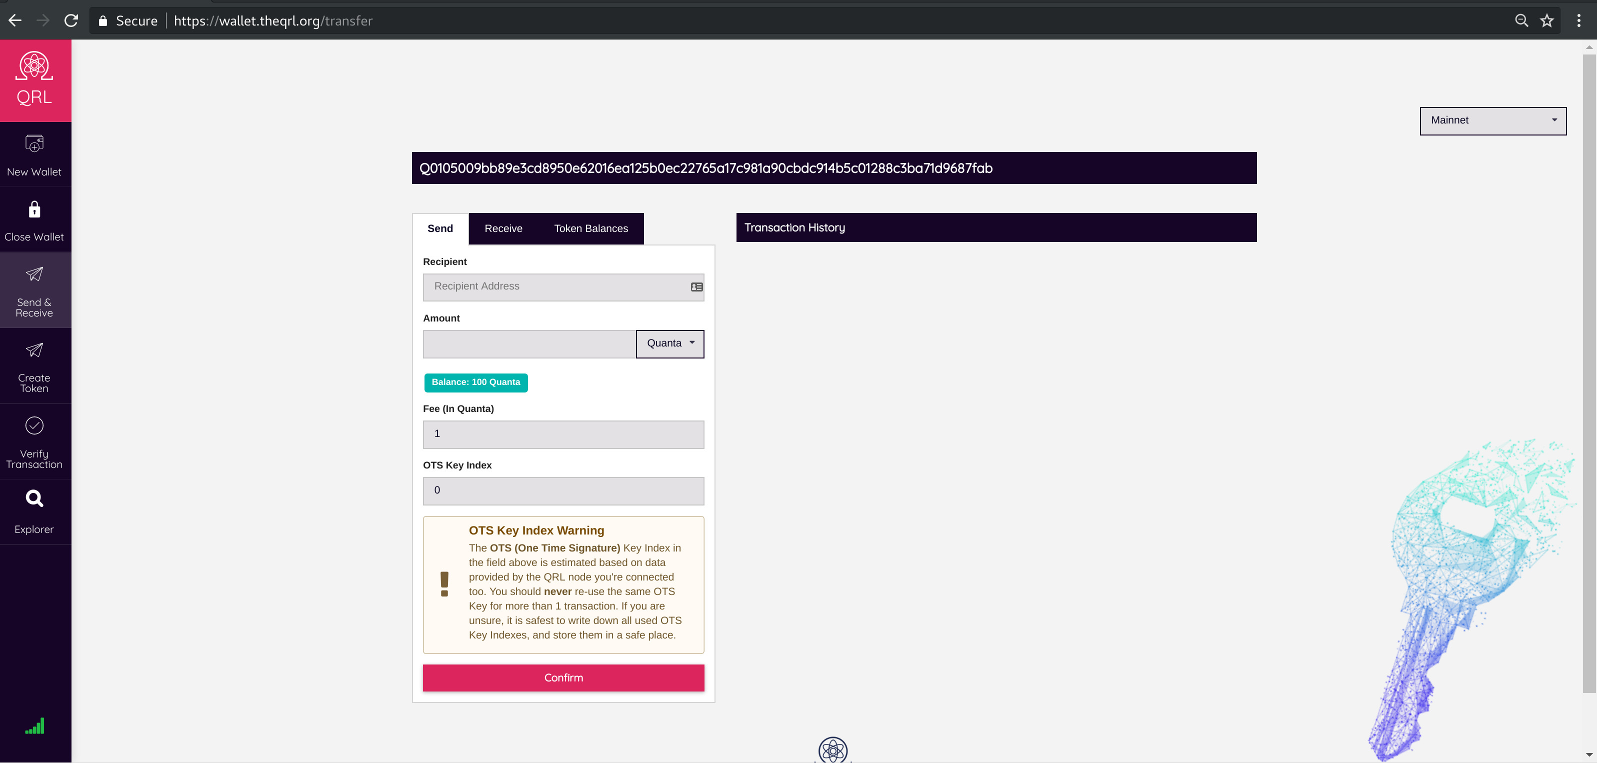 Secure https://wallet.theqrl.org/transfer
QRL
New Wallet
Close Wallet
Send &
Receive
Create
Token
Verify
Transaction
Explorer
Mainnet
Q0105009bb89e3cd8950e62016ea125b0ec22765a17c981a90cbdc914b5c01288c3ba71d9687fab
Send Receive Token Balances
Recipient
Recipient Address
Amount
Quanta
Balance: 100 Quanta
Fee (In Quanta)
1
OTS Key Index
0
OTS Key Index Warning
The OTS (One Time Signature) Key Index in
the field above is estimated based on data
provided by the QRL node you're connected
too. You should never re-use the same OTS
Key for more than 1 transaction. If you are
unsure, it is safest to write down all used OTS
Key Indexes, and store them in a safe place.
Confirm
Transaction History